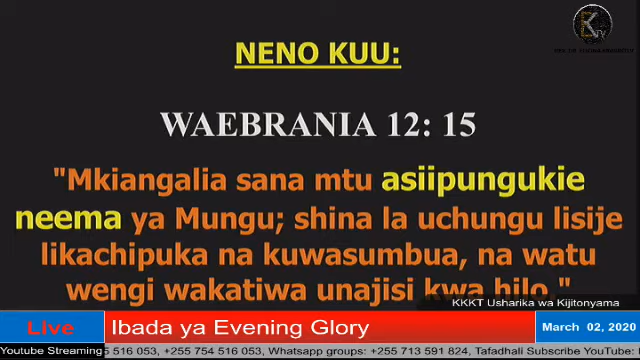 NENO KUU:
WAEBRANIA 12: 15
"Mkiangalia sana mtu asiipungukie
neema ya Mungu; shina la uchungu lisije
likachipuka na kuwasumbua, na watu
wengi wakatiwa unajisi kwa hilo."
KKKT Usharika wa Kijitonyama
Live
Ibada ya Evening Glory
March 02, 2020
Youtube Streaming
5 516 053, +255 754 516 053, Whatsapp groups: +255 713 591 824, Tafadhali Subscribe YouTube